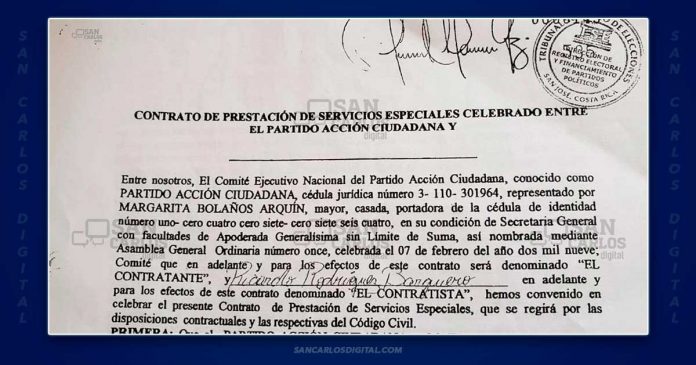 TRIBUNAL DE ELECCIONES
DIRECCIÓN DE
REGISTRO ELECTORAL
Y FINANCIAMIENTO
DE PARTIDOS
POLÍTICOS
SAN JOSE, COSTA RICA
CONTRATO DE PRESTACIÓN DE SERVICIOS ESPECIALES CELEBRADO ENTRE
EL PARTIDO ACCIÓN CIUDADANA Y
Entre nosotros, El Comité Ejecutivo Nacional del Partido Acción Ciudadana, conocido como
PARTIDO ACCIÓN CIUDADANA, cédula jurídica número 3- 110- 301964, representado por
MARGARITA BOLAÑOS ARQUÍN, mayor, casada, portadora de la cédula de identidad
número uno- cero cuatro cero siete- cero siete seis cuatro, en su condición de Secretaria General
con facultades de Apoderada Generalísima sin Límite de Suma, así nombrada mediante
Asamblea General Ordinaria número once, celebrada el 07 de febrero del año dos mil nueve;
Comité que en adelante y para los efectos de este contrato será denominado "EL
CONTRATANTE", y Ricardo Rodríguez Barquero en adelante y
para los efectos de este contrato denominado "EL CONTRATISTA", hemos convenido en
celebrar el presente Contrato de Prestación de Servicios Especiales, que se regirá por las
disposiciones contractuales y las respectivas del Código Civil.
PRIMERA:
SAN CARLOS digital
SAN CARLOS DIGITAL
SAN CARLOS DIGITAL
SANCARLOSDIGITAL.COM